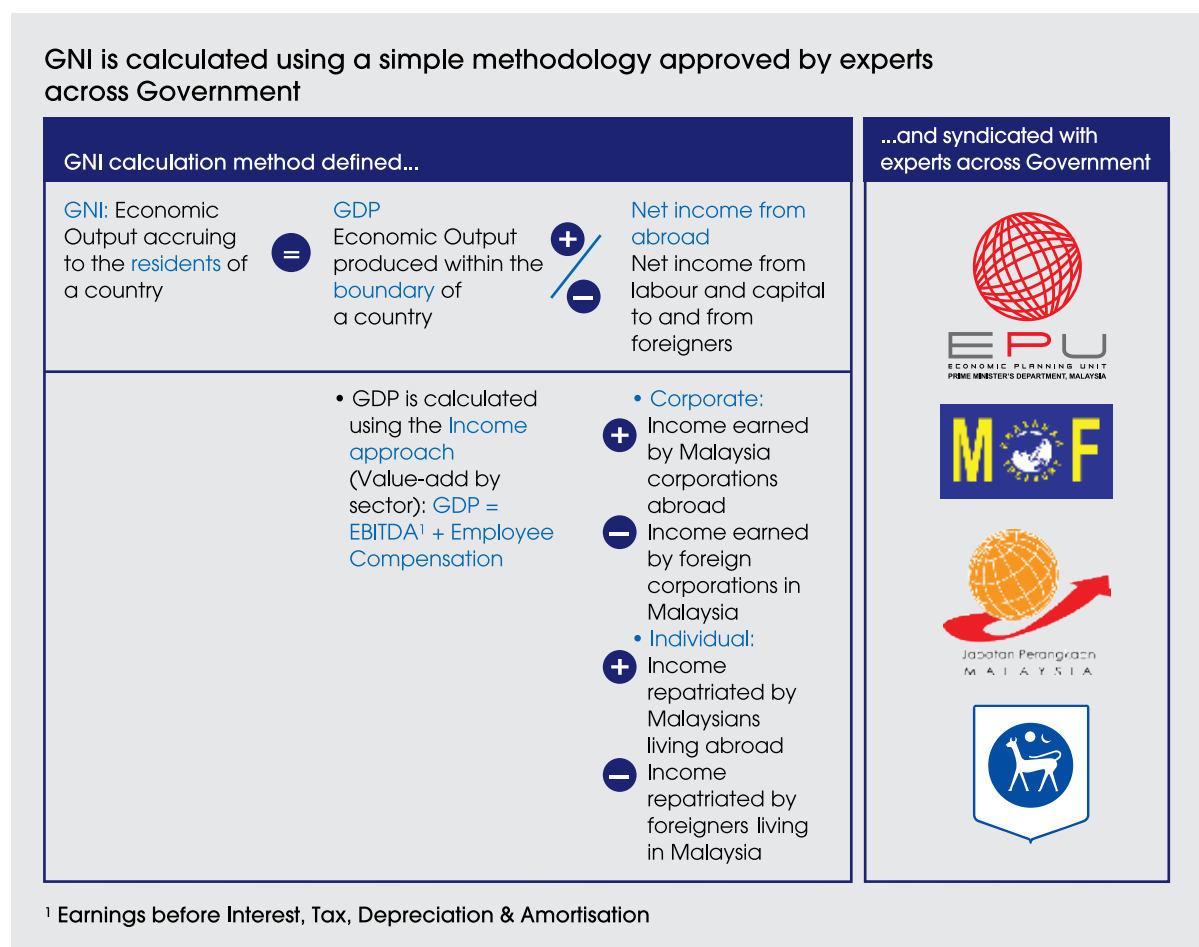 GNI is calculated using a simple methodology approved by experts
across Government
GNI calculation method defined...
GNI: Economic
Output accruing
to the residents of
a country
=
GDP
Economic Output
produced within the
boundary of
a country
+
−
Net income from
abroad
Net income from
labour and capital
to and from
foreigners
• GDP is calculated
using the Income
approach
(Value-add by
sector): GDP =
EBITDA¹ + Employee
Compensation
• Corporate:
+ Income earned
by Malaysia
corporations
abroad
− Income earned
by foreign
corporations in
Malaysia
• Individual:
+ Income
repatriated by
Malaysians
living abroad
− Income
repatriated by
foreigners living
in Malaysia
...and syndicated with
experts across Government
EPU
ECONOMIC PLANNING UNIT
PRIME MINISTER'S DEPARTMENT, MALAYSIA
M F
Jabatan Perangkaan
MALAYSIA
¹ Earnings before Interest, Tax, Depreciation & Amortisation